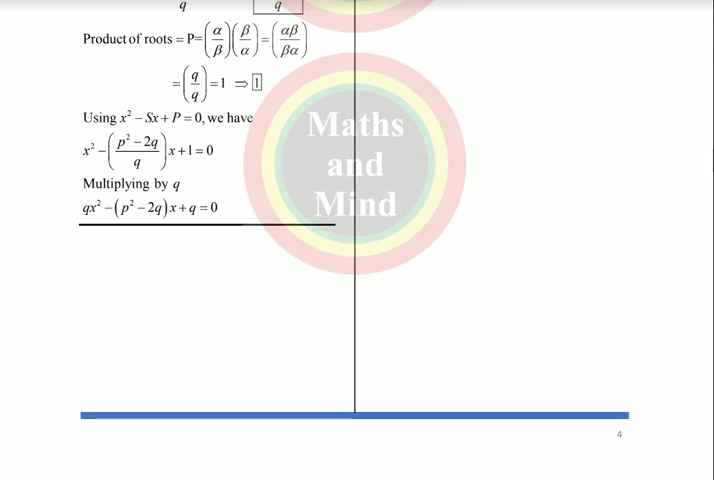 q q
Product of roots = P= (α/β)(β/α) = (αβ/βα)
= (q/q) = 1 ⇒ 1
Using x² − Sx + P = 0, we have
x² − ((p² − 2q)/q) x + 1 = 0
Multiplying by q
qx² − (p² − 2q) x + q = 0
Maths
and
Mind
4